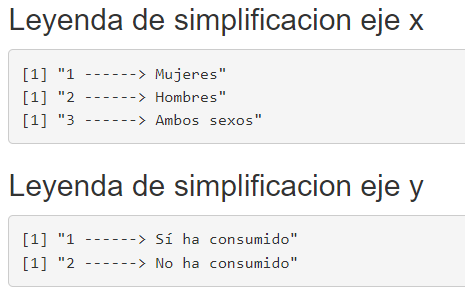 Leyenda de simplificacion eje x
[1] "1 ------> Mujeres"
[1] "2 ------> Hombres"
[1] "3 ------> Ambos sexos"
Leyenda de simplificacion eje y
[1] "1 ------> Sí ha consumido"
[1] "2 ------> No ha consumido"